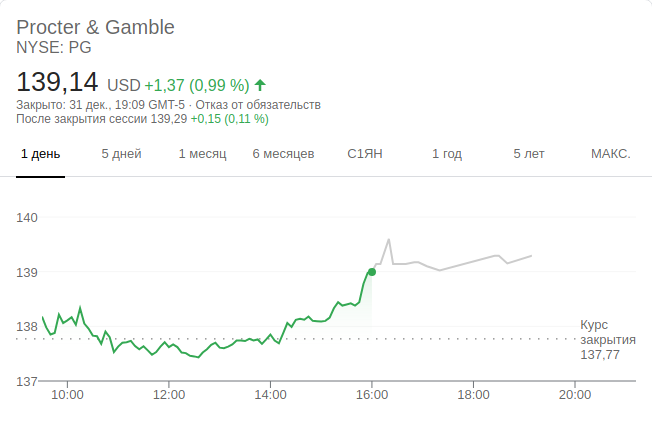 Procter & Gamble
NYSE: PG
139,14 USD +1,37 (0,99 %)
Закрыто: 31 дек., 19:09 GMT-5 · Отказ от обязательств
После закрытия сессии 139,29 +0,15 (0,11 %)
1 день 5 дней 1 месяц 6 месяцев С1ЯН 1 год 5 лет МАКС.
140
139
138
Курс
закрытия
137,77
137
10:00 12:00 14:00 16:00 18:00 20:00